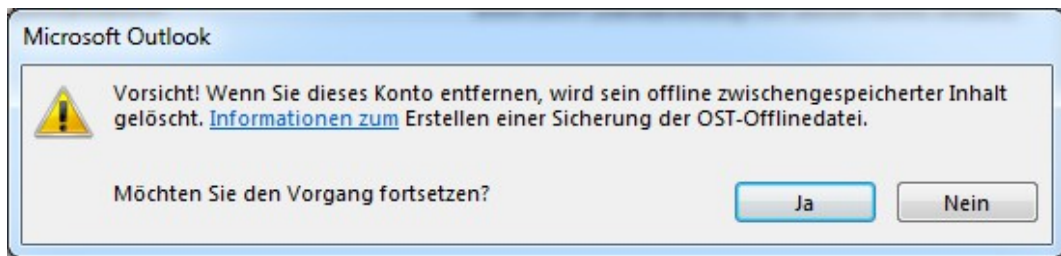 Microsoft Outlook
Vorsicht! Wenn Sie dieses Konto entfernen, wird sein offline zwischengespeicherter Inhalt
gelöscht. Informationen zum Erstellen einer Sicherung der OST-Offlinedatei.
Möchten Sie den Vorgang fortsetzen?
Ja
Nein